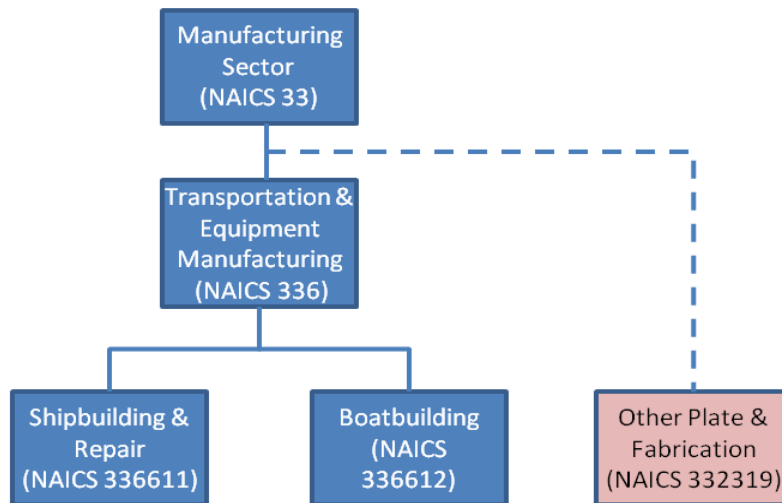 Manufacturing
Sector
(NAICS 33)
Transportation &
Equipment
Manufacturing
(NAICS 336)
Shipbuilding &
Repair
(NAICS 336611)
Boatbuilding
(NAICS
336612)
Other Plate &
Fabrication
(NAICS 332319)